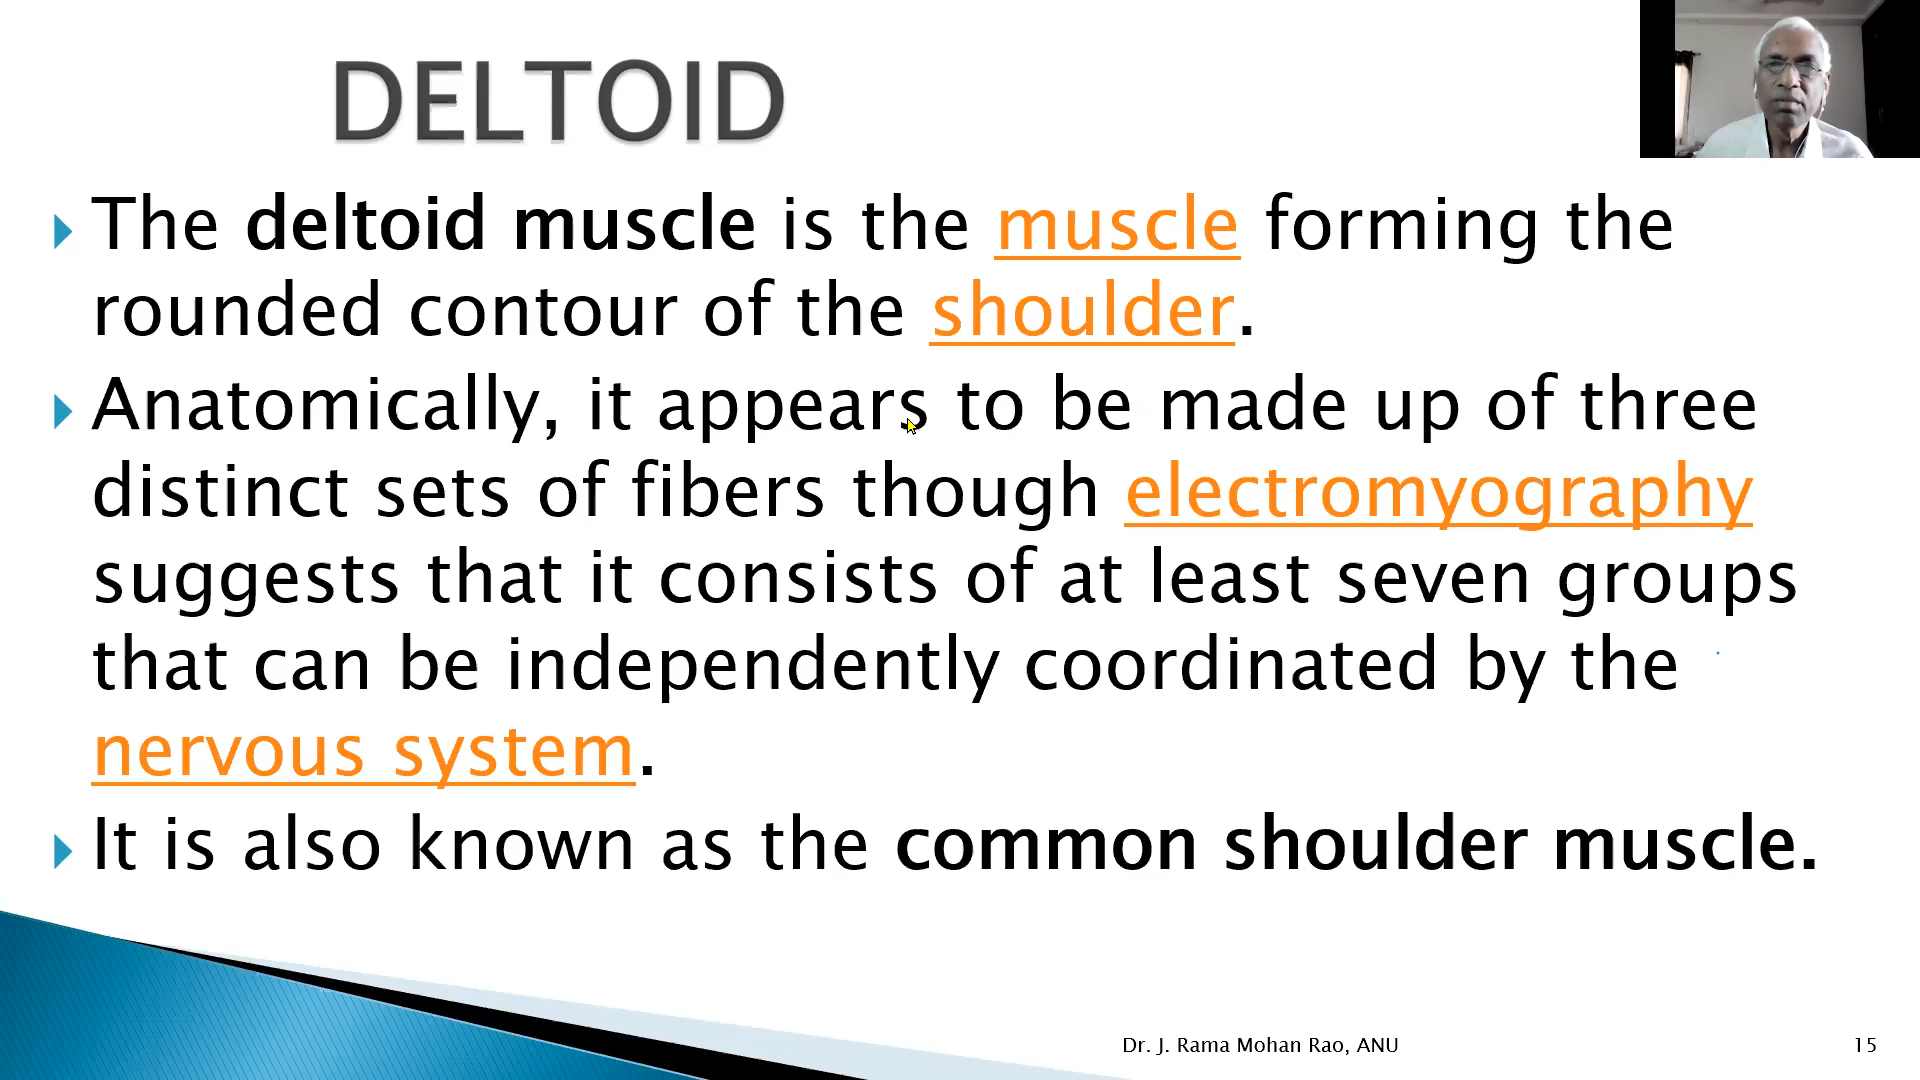 DELTOID
The deltoid muscle is the muscle forming the
rounded contour of the shoulder.
Anatomically, it appears to be made up of three
distinct sets of fibers though electromyography
suggests that it consists of at least seven groups
that can be independently coordinated by the
nervous system.
It is also known as the common shoulder muscle.
Dr. J. Rama Mohan Rao, ANU
15